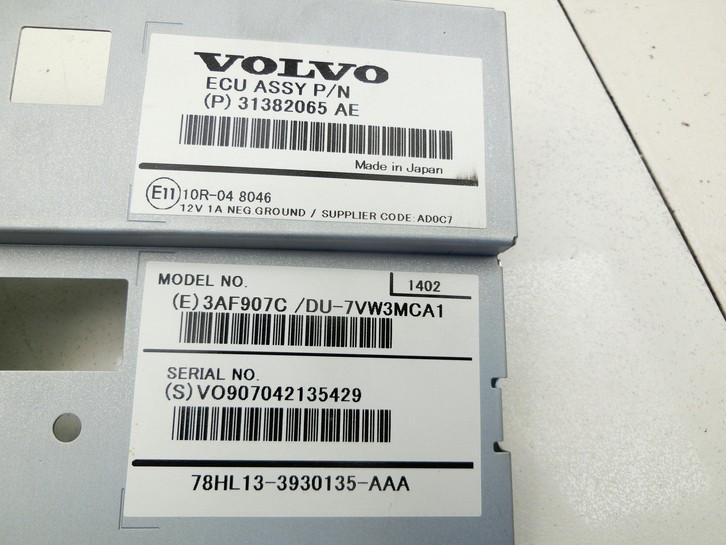 VOLVO
ECU ASSY P/N
(P) 31382065 AE
Made in Japan
E11 10R-04 8046
12V 1A NEG GROUND / SUPPLIER CODE: AD0C7
MODEL NO. 1402
(E) 3AF907C /DU-7VW3MCA1
SERIAL NO.
(S) VO907042135429
78HL13-3930135-AAA